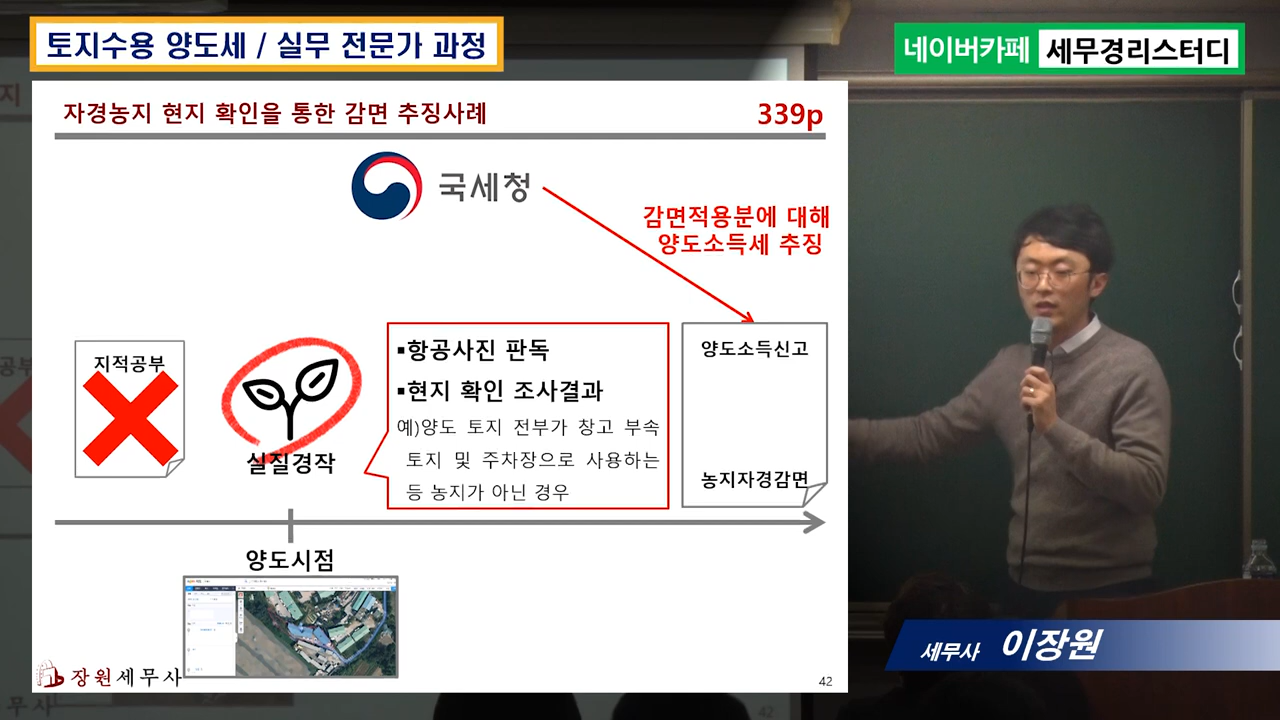 토지수용 양도세 / 실무 전문가 과정
네이버카페 세무경리스터디
자경농지 현지 확인을 통한 감면 추징사례
339p
국세청
감면적용분에 대해
양도소득세 추징
지적공부
실질경작
▪항공사진 판독
▪현지 확인 조사결과
예)양도 토지 전부가 창고 부속
토지 및 주차장으로 사용하는
등 농지가 아닌 경우
양도소득신고
농지자경감면
양도시점
장원세무사
42
세무사 이장원